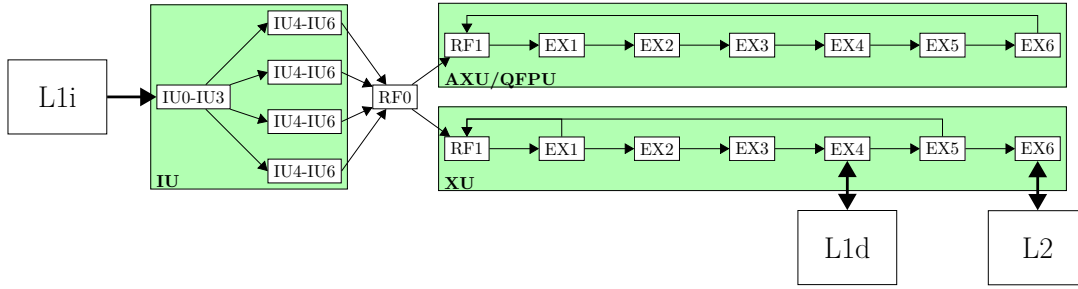 L1i
IU0-IU3
IU4-IU6
IU4-IU6
IU4-IU6
IU4-IU6
IU
RF0
RF1 EX1 EX2 EX3 EX4 EX5 EX6
AXU/QFPU
RF1 EX1 EX2 EX3 EX4 EX5 EX6
XU
L1d
L2